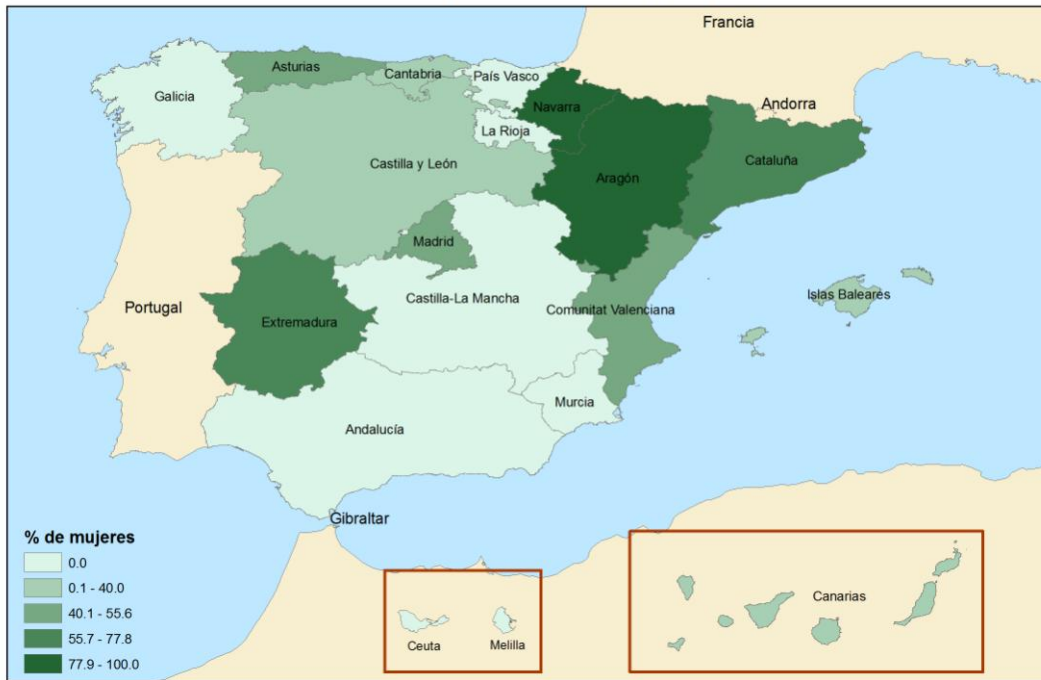 Francia
Asturias
Cantabria
País Vasco
Galicia
Navarra
Andorra
La Rioja
Castilla y León
Aragón
Cataluña
Madrid
Castilla-La Mancha
Islas Baleares
Portugal
Extremadura
Comunitat Valenciana
Murcia
Andalucía
Gibraltar
% de mujeres
0.0
0.1 - 40.0
40.1 - 55.6
55.7 - 77.8
77.9 - 100.0
Ceuta
Melilla
Canarias